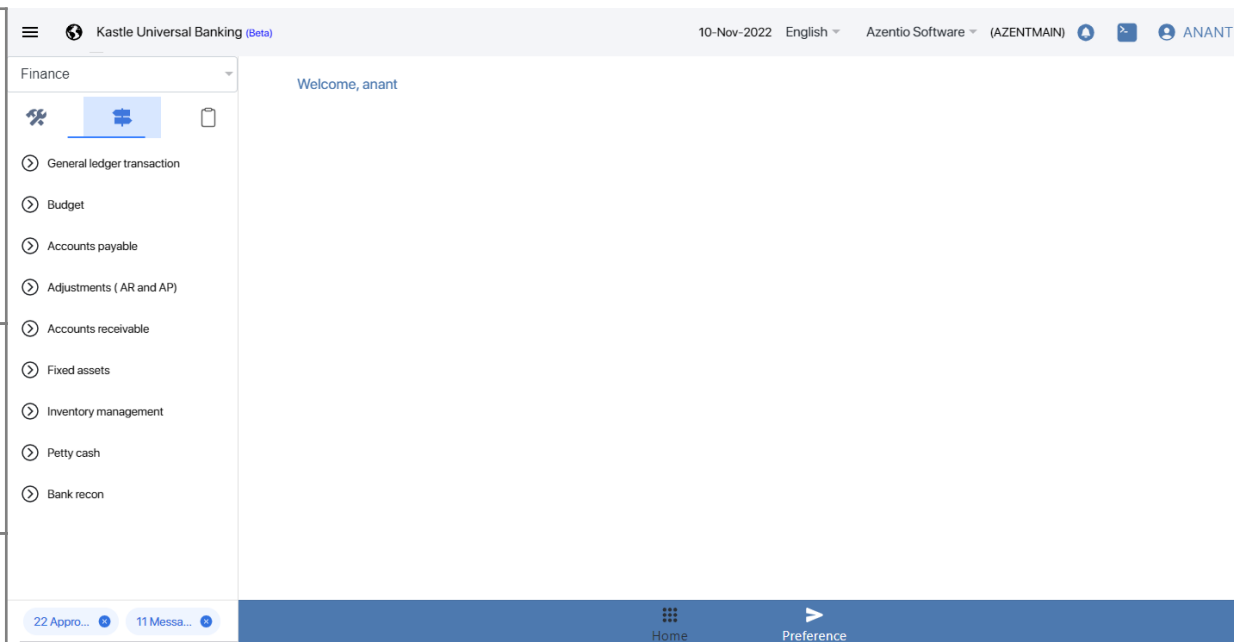 Kastle Universal Banking (Beta)
10-Nov-2022 English Azentio Software (AZENTMAIN) ANANT
Finance
Welcome, anant
General ledger transaction
Budget
Accounts payable
Adjustments ( AR and AP)
Accounts receivable
Fixed assets
Inventory management
Petty cash
Bank recon
22 Appro... 11 Messa...
Home Preference